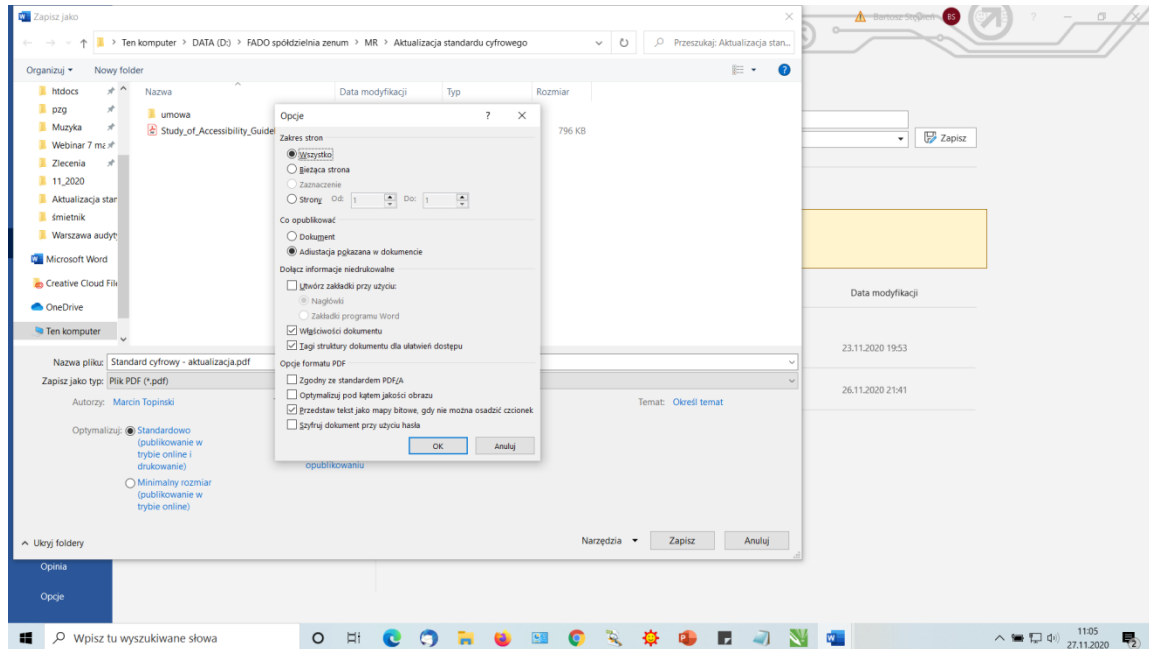 Zapisz jako
Bartosz Stępień BS ?
Ten komputer > DATA (D:) > FADO spółdzielnia zenum > MR > Aktualizacja standardu cyfrowego
Przeszukaj: Aktualizacja stan...
Organizuj Nowy folder
htdocs
pzg
Muzyka
Webinar 7 ma
Zlecenia
11_2020
Aktualizacja stan
śmietnik
Warszawa audyt
Microsoft Word
Creative Cloud File
OneDrive
Ten komputer
Nazwa Data modyfikacji Typ Rozmiar
umowa
Study_of_Accessibility_Guidel
796 KB
Opcje ?
Zakres stron
Wszystko
Bieżąca strona
Zaznaczenie
Strony Od: 1 Do: 1
Co opublikować
Dokument
Adiustacja pokazana w dokumencie
Dołącz informacje niedrukowalne
Utwórz zakładki przy użyciu:
Nagłówki
Zakładki programu Word
Właściwości dokumentu
Tagi struktury dokumentu dla ułatwień dostępu
Opcje formatu PDF
Zgodny ze standardem PDF/A
Optymalizuj pod kątem jakości obrazu
Przedstaw tekst jako mapy bitowe, gdy nie można osadzić czcionek
Szyfruj dokument przy użyciu hasła
OK Anuluj
Zapisz
Data modyfikacji
23.11.2020 19:53
26.11.2020 21:41
Nazwa pliku: Standard cyfrowy - aktualizacja.pdf
Zapisz jako typ: Plik PDF (*.pdf)
Autorzy: Marcin Topinski
Temat: Określ temat
Optymalizuj: Standardowo
(publikowanie w
trybie online i
drukowanie)
Minimalny rozmiar
(publikowanie w
trybie online)
opublikowaniu
Ukryj foldery
Narzędzia Zapisz Anuluj
Opinia
Opcje
Wpisz tu wyszukiwane słowa
11:05
27.11.2020
2